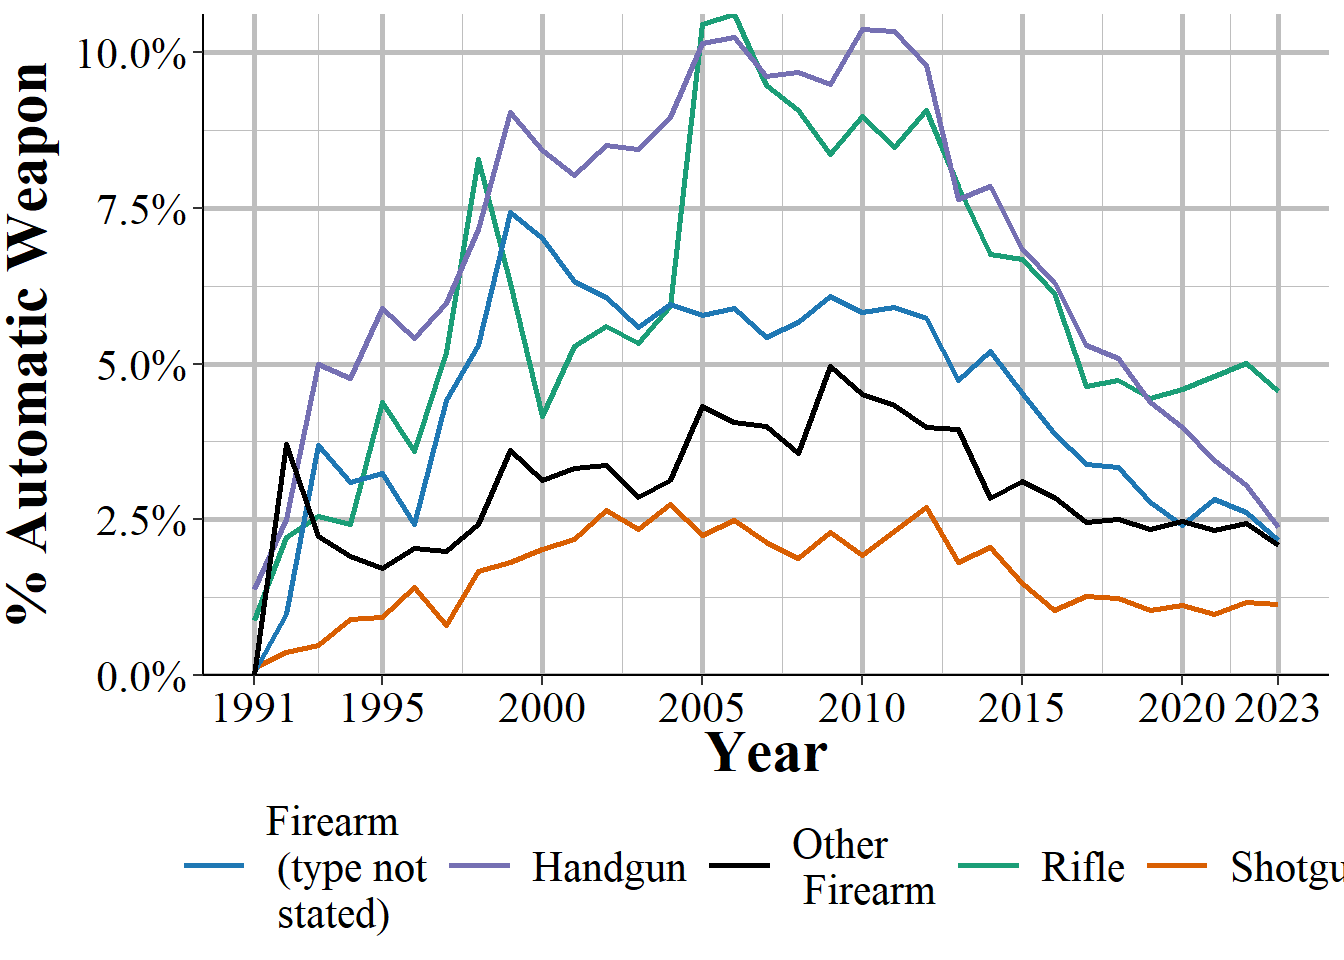 % Automatic Weapon
10.0%
7.5%
5.0%
2.5%
0.0%
1991 1995 2000 2005 2010 2015 2020 2023
Year
Firearm
(type not
stated)
Handgun
Other
Firearm
Rifle
Shotgu